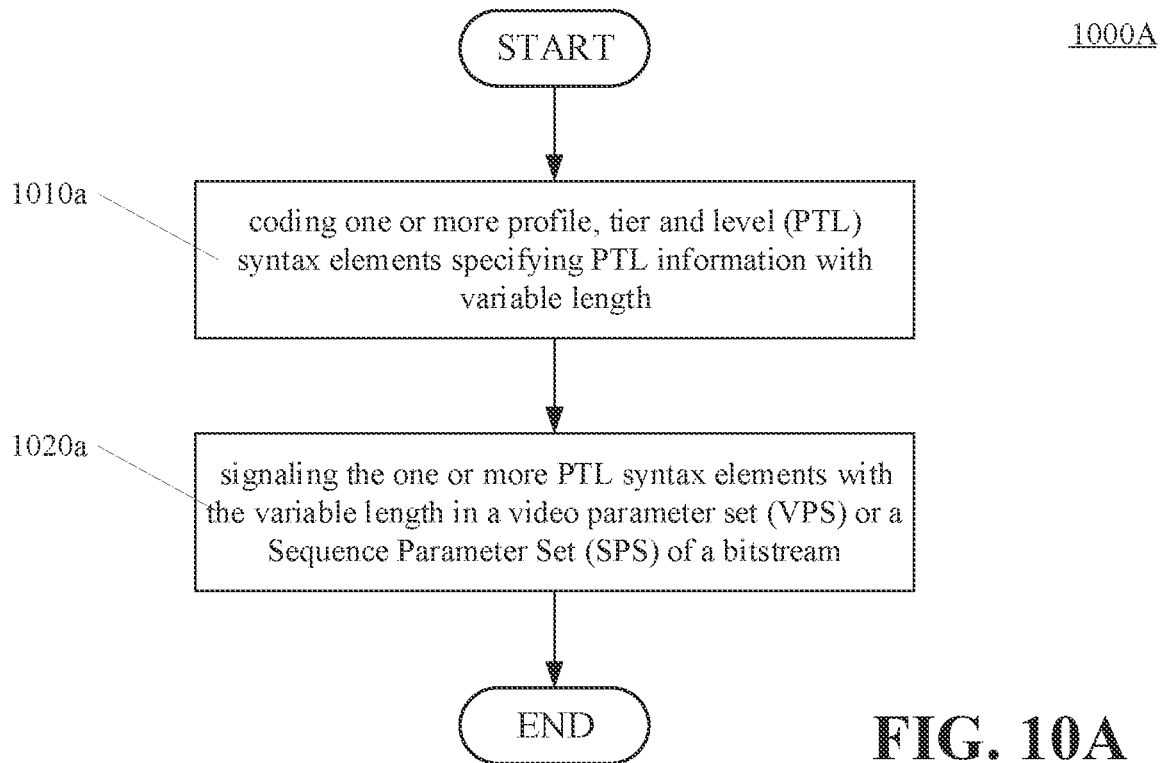 START
1000A
1010a
coding one or more profile, tier and level (PTL)
syntax elements specifying PTL information with
variable length
1020a
signaling the one or more PTL syntax elements with
the variable length in a video parameter set (VPS) or a
Sequence Parameter Set (SPS) of a bitstream
END
FIG. 10A